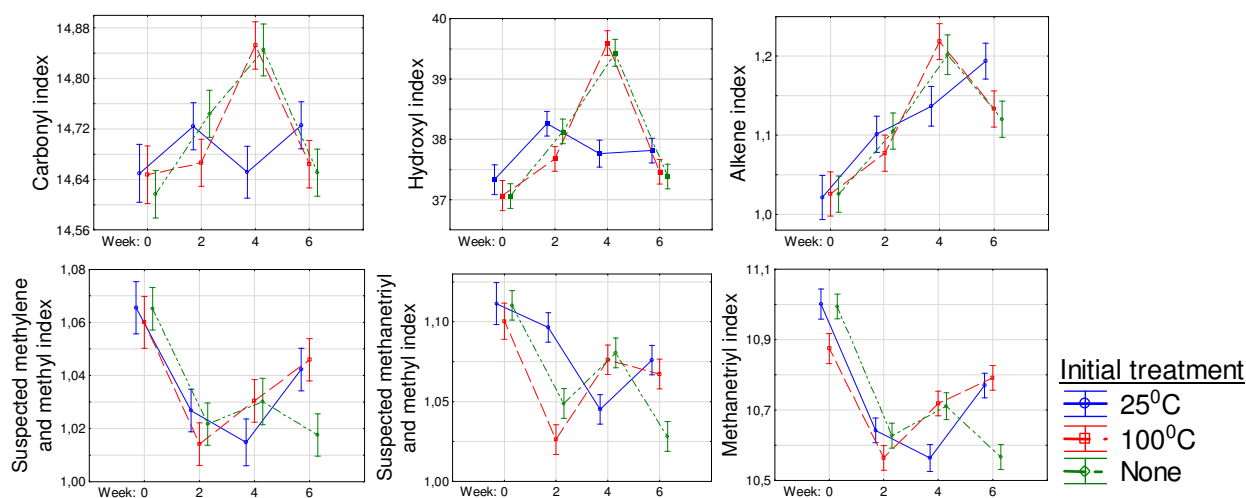 Carbonyl index
14,88
14,80
14,72
14,64
14,56
Week: 0 2 4 6
Hydroxyl index
40
39
38
37
Week: 0 2 4 6
Alkene index
1,2
1,1
1,0
Week: 0 2 4 6
Suspected methylene
and methyl index
1,08
1,06
1,04
1,02
1,00
Week: 0 2 4 6
Suspected methanetriyl
and methyl index
1,10
1,05
1,00
Week: 0 2 4 6
Methanetriyl index
11,1
10,9
10,7
10,5
Week: 0 2 4 6
Initial treatment
25⁰C
100⁰C
None